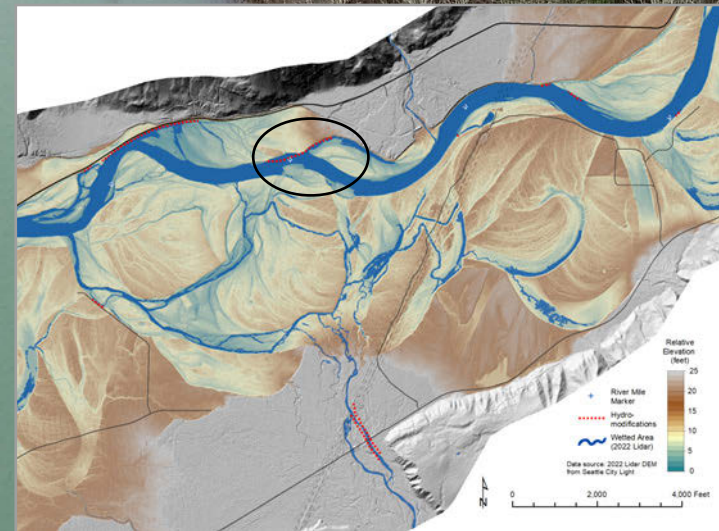 Relative
Elevation
(feet)
25
20
15
10
5
0
River Mile
Marker
Hydro-
modifications
Wetted Area
(2022 Lidar)
Data source: 2022 Lidar DEM
from Seattle City Light
N
0 2,000 4,000 Feet